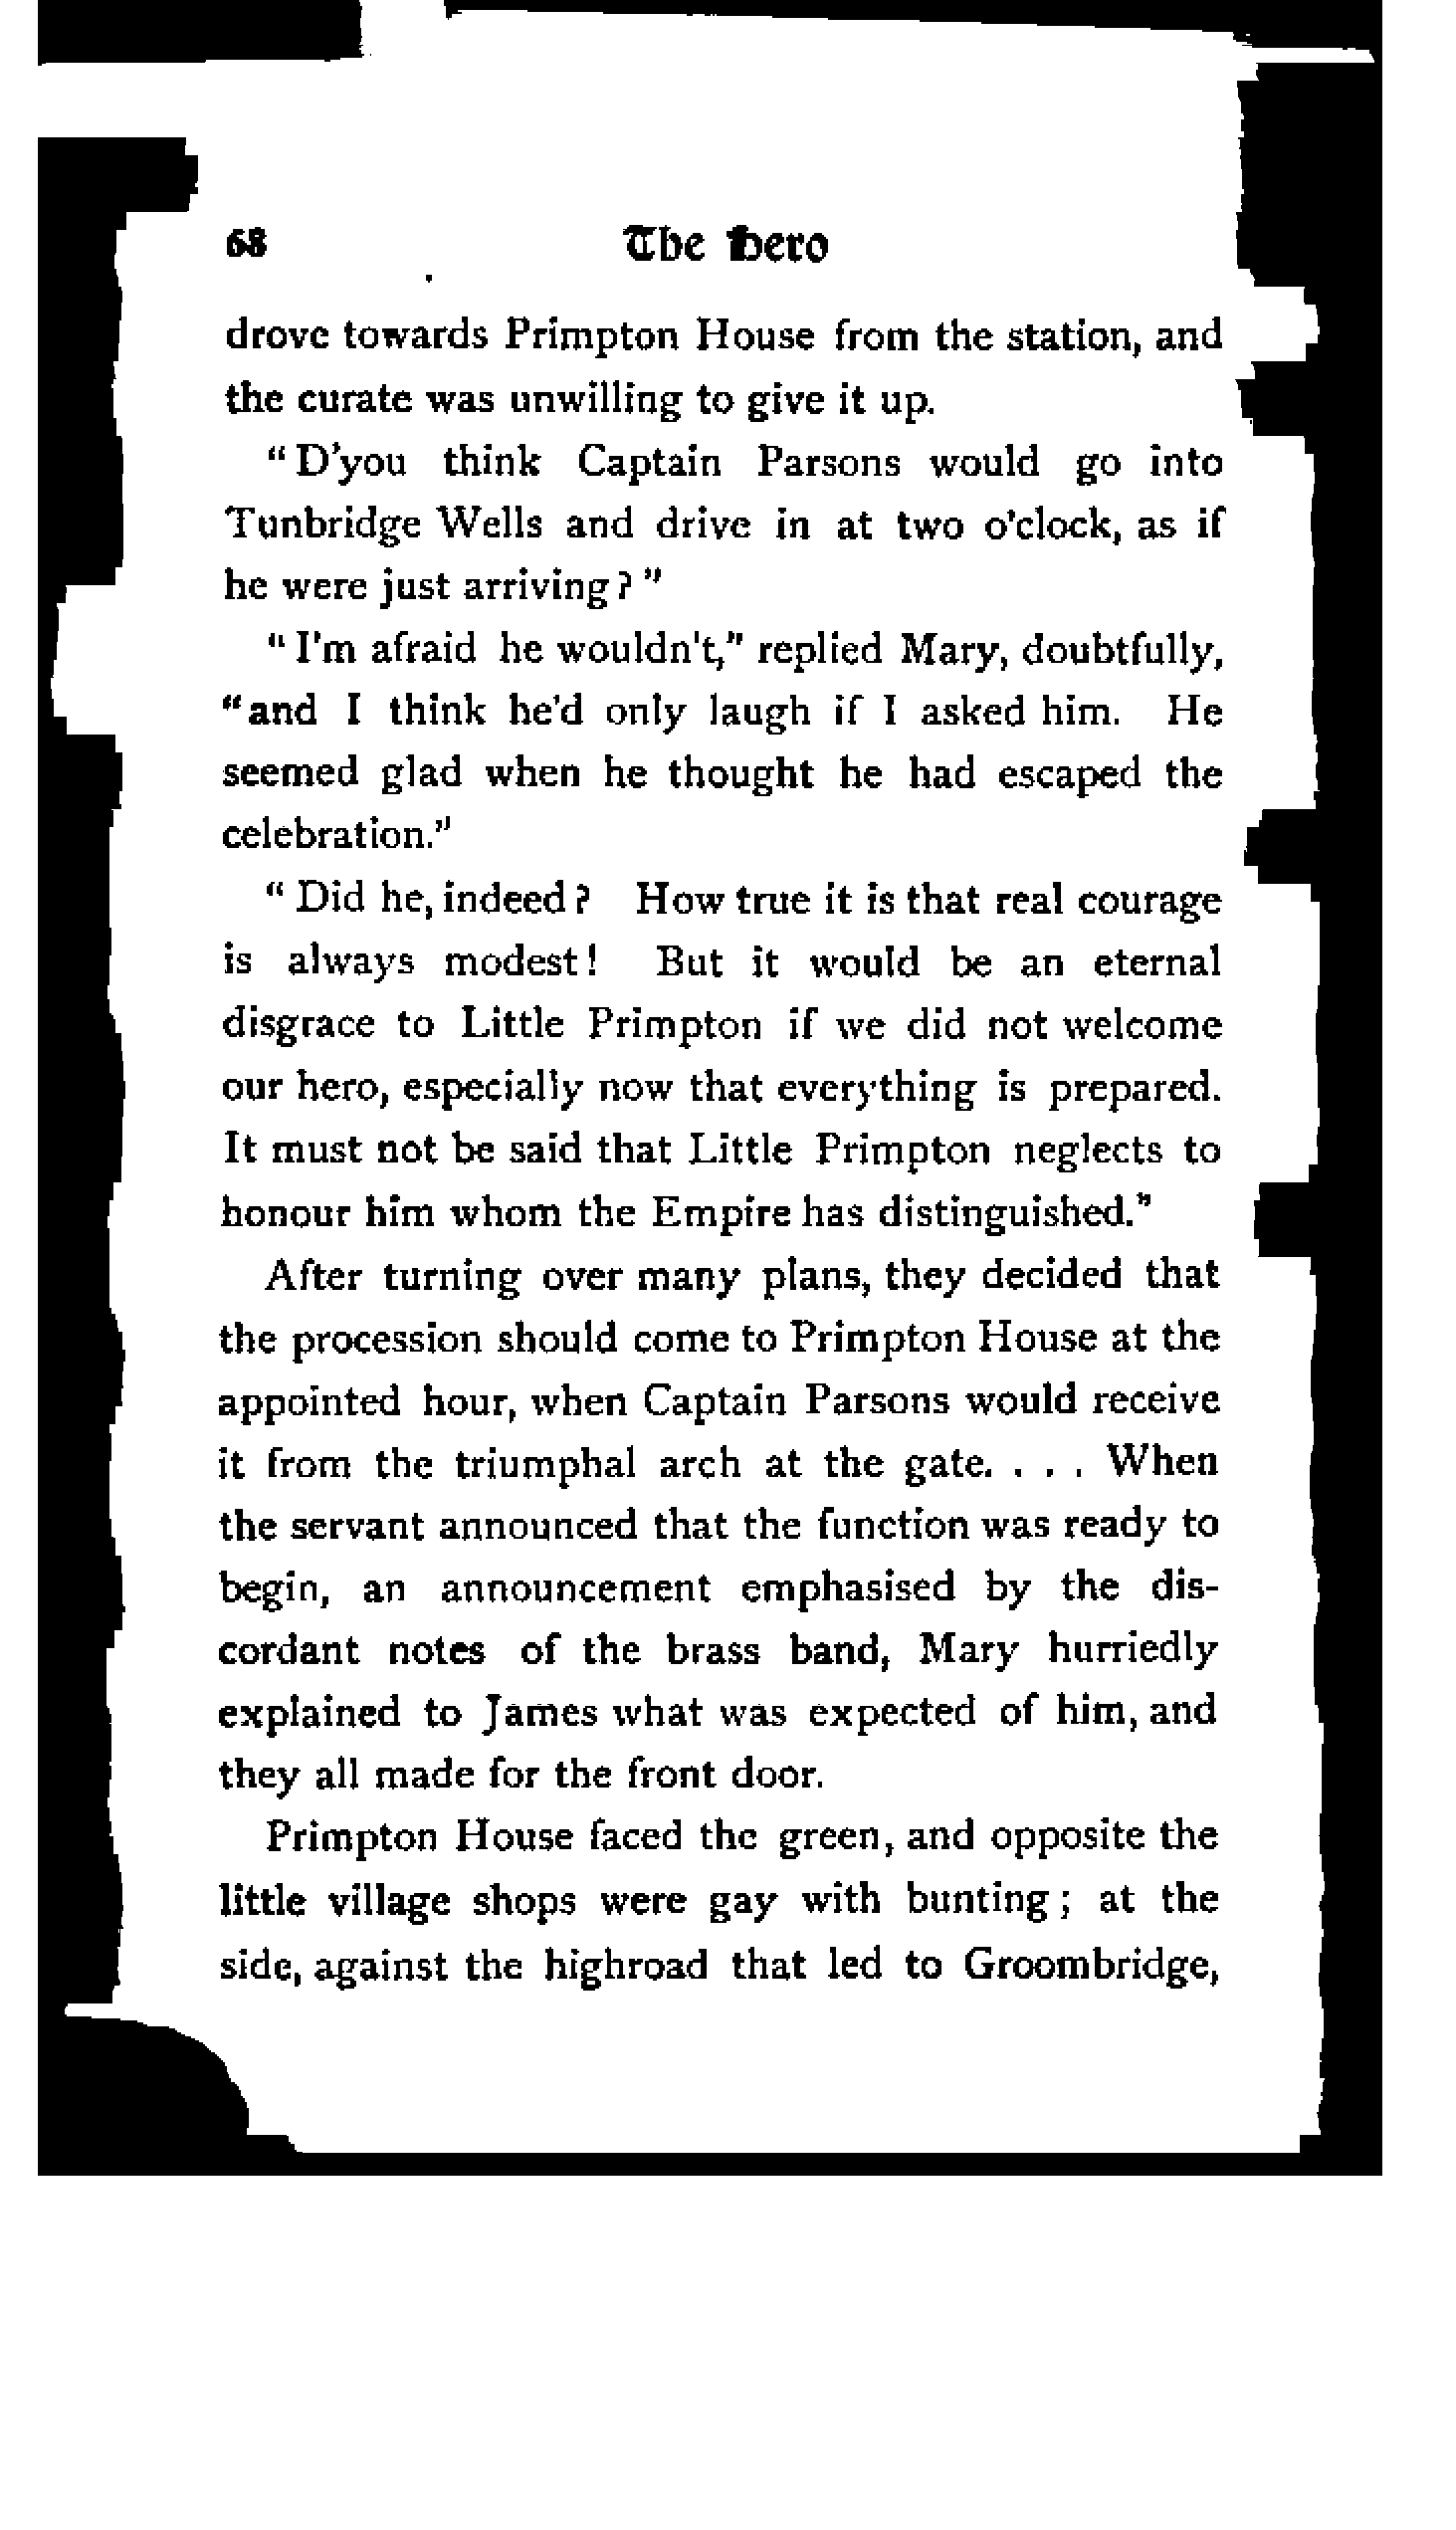 68 The Hero
drove towards Primpton House from the station, and
the curate was unwilling to give it up.
"D'you think Captain Parsons would go into
Tunbridge Wells and drive in at two o'clock, as if
he were just arriving?"
"I'm afraid he wouldn't," replied Mary, doubtfully,
"and I think he'd only laugh if I asked him. He
seemed glad when he thought he had escaped the
celebration."
"Did he, indeed? How true it is that real courage
is always modest! But it would be an eternal
disgrace to Little Primpton if we did not welcome
our hero, especially now that everything is prepared.
It must not be said that Little Primpton neglects to
honour him whom the Empire has distinguished."
After turning over many plans, they decided that
the procession should come to Primpton House at the
appointed hour, when Captain Parsons would receive
it from the triumphal arch at the gate. . . . When
the servant announced that the function was ready to
begin, an announcement emphasised by the dis-
cordant notes of the brass band, Mary hurriedly
explained to James what was expected of him, and
they all made for the front door.
Primpton House faced the green, and opposite the
little village shops were gay with bunting; at the
side, against the highroad that led to Groombridge,